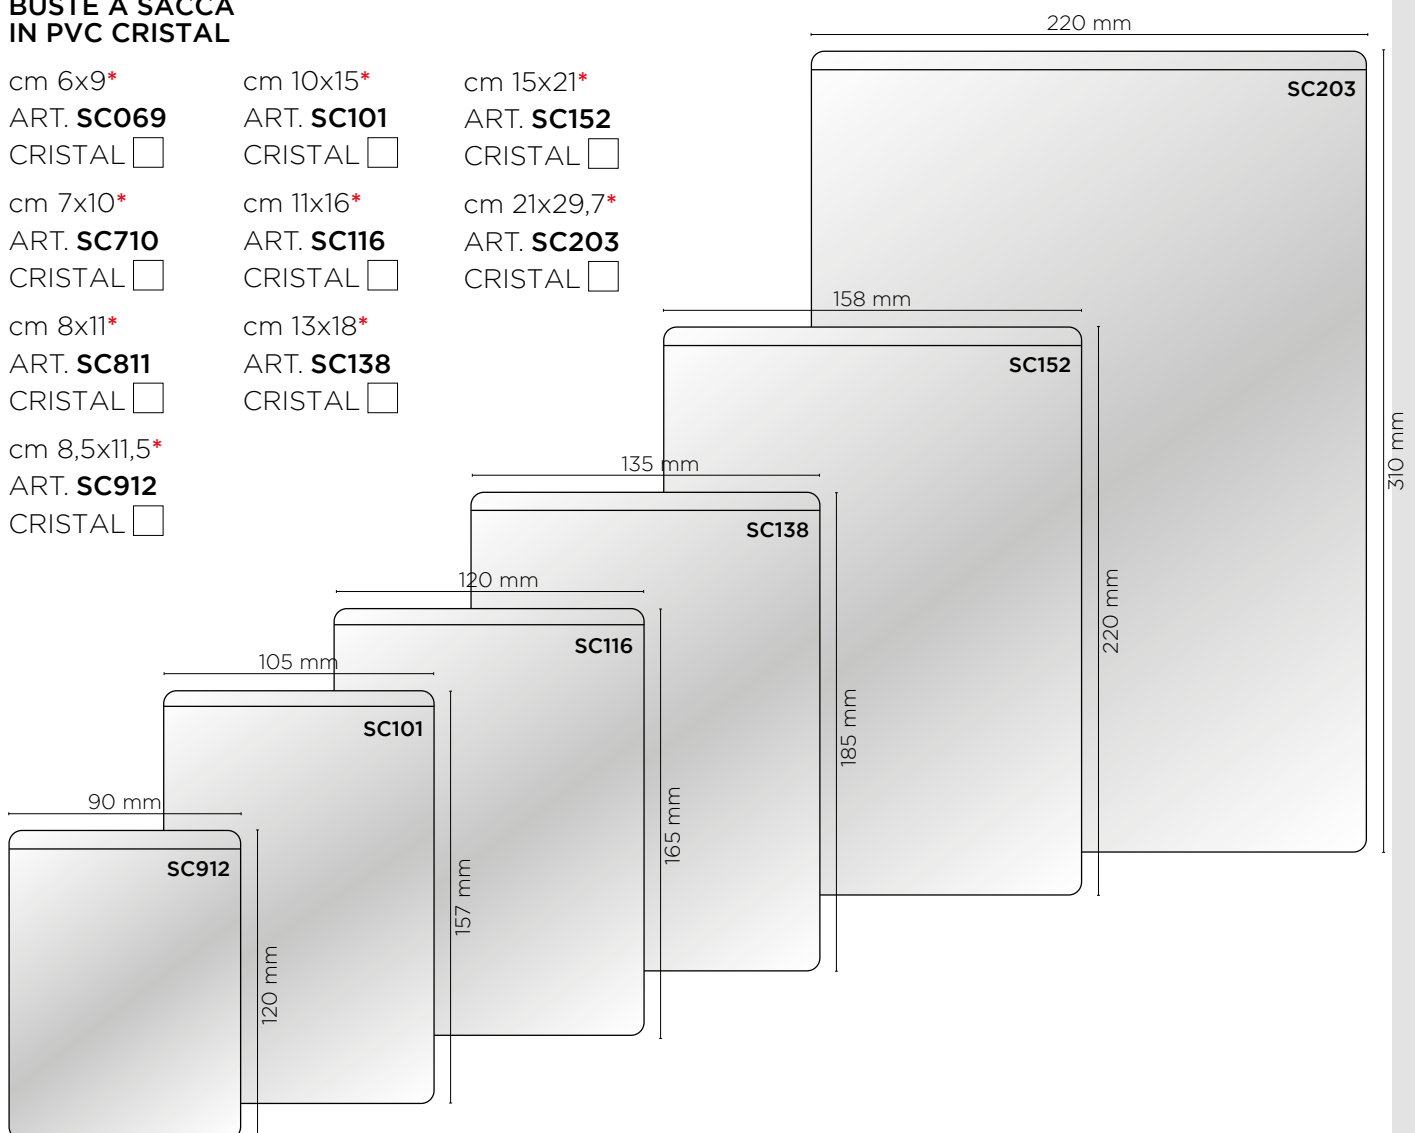 BUSTE A SACCA
IN PVC CRISTAL
cm 6x9*
ART. SC069
CRISTAL
cm 7x10*
ART. SC710
CRISTAL
cm 8x11*
ART. SC811
CRISTAL
cm 8,5x11,5*
ART. SC912
CRISTAL
cm 10x15*
ART. SC101
CRISTAL
cm 11x16*
ART. SC116
CRISTAL
cm 13x18*
ART. SC138
CRISTAL
cm 15x21*
ART. SC152
CRISTAL
cm 21x29,7*
ART. SC203
CRISTAL
220 mm
SC203
310 mm
158 mm
SC152
220 mm
135 mm
SC138
185 mm
120 mm
SC116
165 mm
105 mm
SC101
157 mm
90 mm
SC912
120 mm